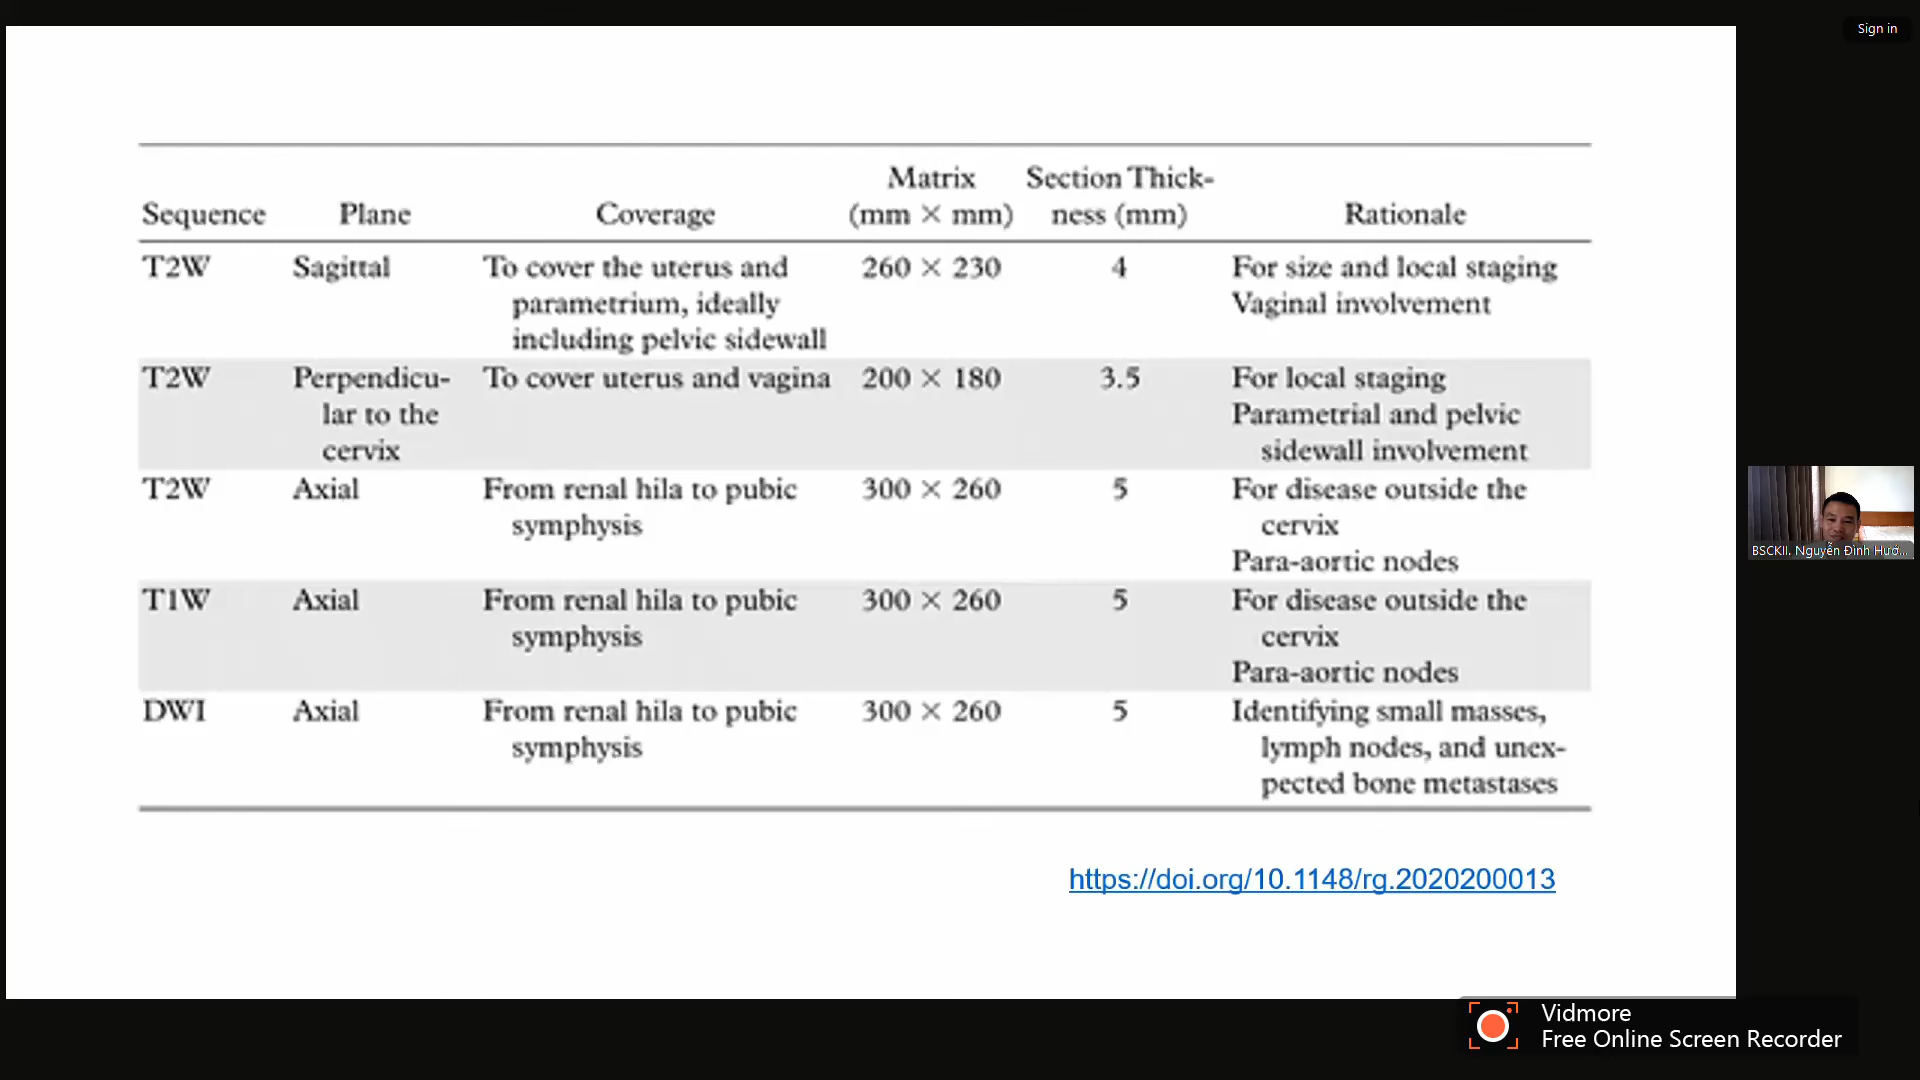 Sign in
Matrix Section Thick-
Sequence Plane Coverage (mm × mm) ness (mm) Rationale
T2W Sagittal To cover the uterus and 260 × 230 4 For size and local staging
parametrium, ideally Vaginal involvement
including pelvic sidewall
T2W Perpendicu- To cover uterus and vagina 200 × 180 3.5 For local staging
lar to the Parametrial and pelvic
cervix sidewall involvement
T2W Axial From renal hila to pubic 300 × 260 5 For disease outside the
symphysis cervix
Para-aortic nodes
T1W Axial From renal hila to pubic 300 × 260 5 For disease outside the
symphysis cervix
Para-aortic nodes
DWI Axial From renal hila to pubic 300 × 260 5 Identifying small masses,
symphysis lymph nodes, and unex-
pected bone metastases
https://doi.org/10.1148/rg.2020200013
BSCKII. Nguyễn Đình Hướ...
Vidmore
Free Online Screen Recorder